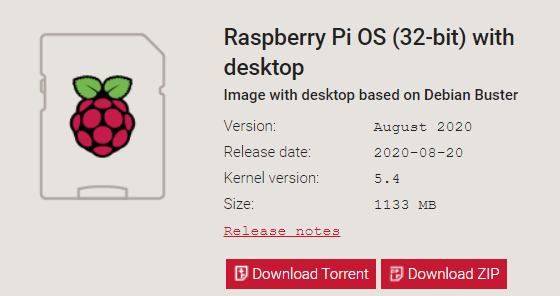 Raspberry Pi OS (32-bit) with
desktop
Image with desktop based on Debian Buster
Version: August 2020
Release date: 2020-08-20
Kernel version: 5.4
Size: 1133 MB
Release notes
Download Torrent Download ZIP